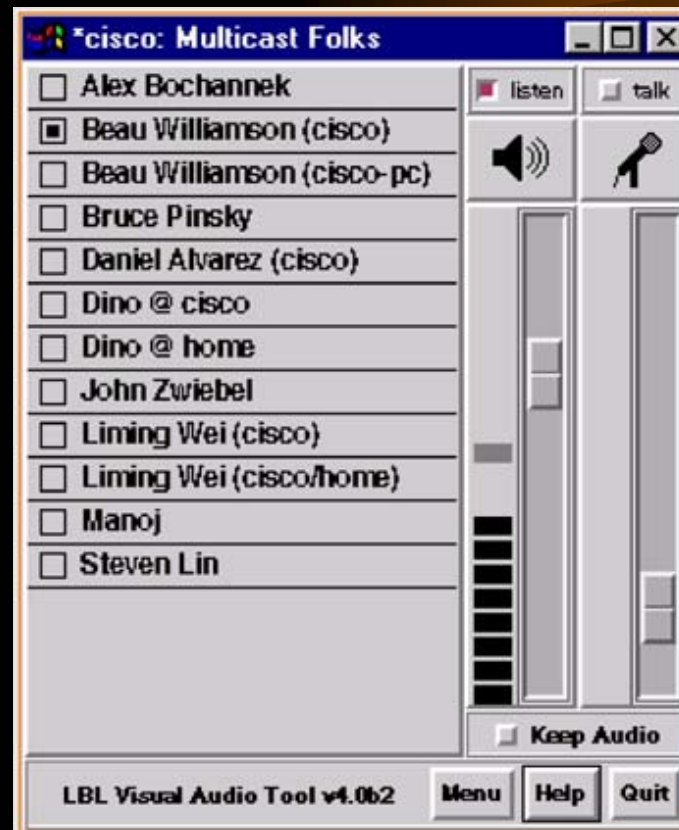 *cisco: Multicast Folks
Alex Bochannek
Beau Williamson (cisco)
Beau Williamson (cisco-pc)
Bruce Pinsky
Daniel Alvarez (cisco)
Dino @ cisco
Dino @ home
John Zwiebel
Liming Wei (cisco)
Liming Wei (cisco/home)
Manoj
Steven Lin
listen talk
Keep Audio
LBL Visual Audio Tool v4.0b2 Menu Help Quit